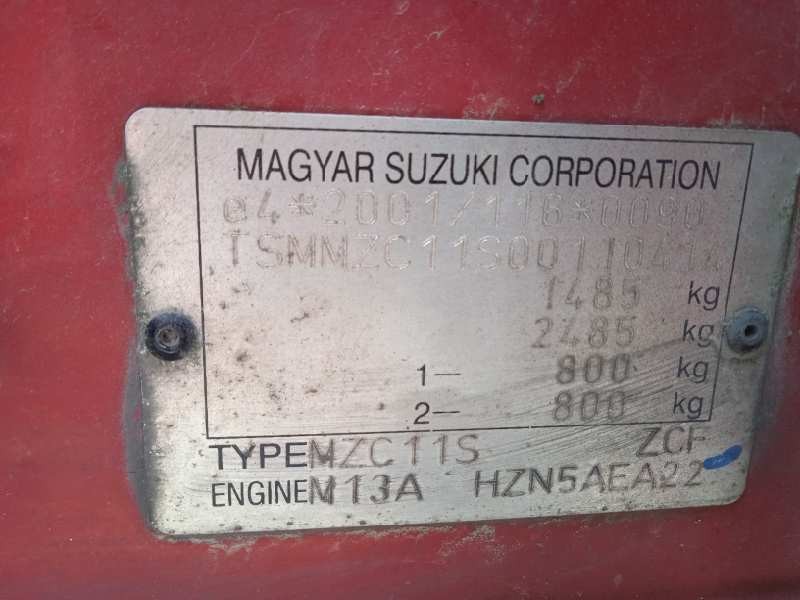 MAGYAR SUZUKI CORPORATION
e4*2001/116*0090
1485 kg
2485 kg
1— 800 kg
2— 800 kg
TYPE MZC11S ZCF
ENGINE M13A HZN5AEA22